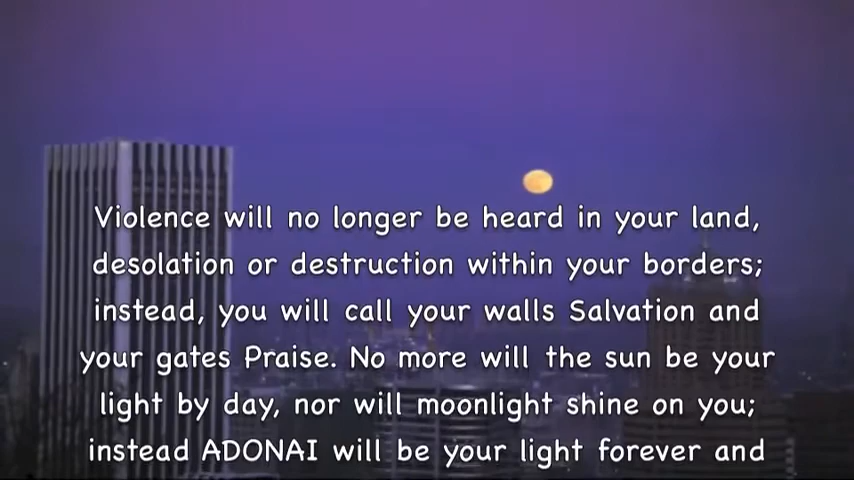 Violence will no longer be heard in your land,
desolation or destruction within your borders;
instead, you will call your walls Salvation and
your gates Praise. No more will the sun be your
light by day, nor will moonlight shine on you;
instead ADONAI will be your light forever and